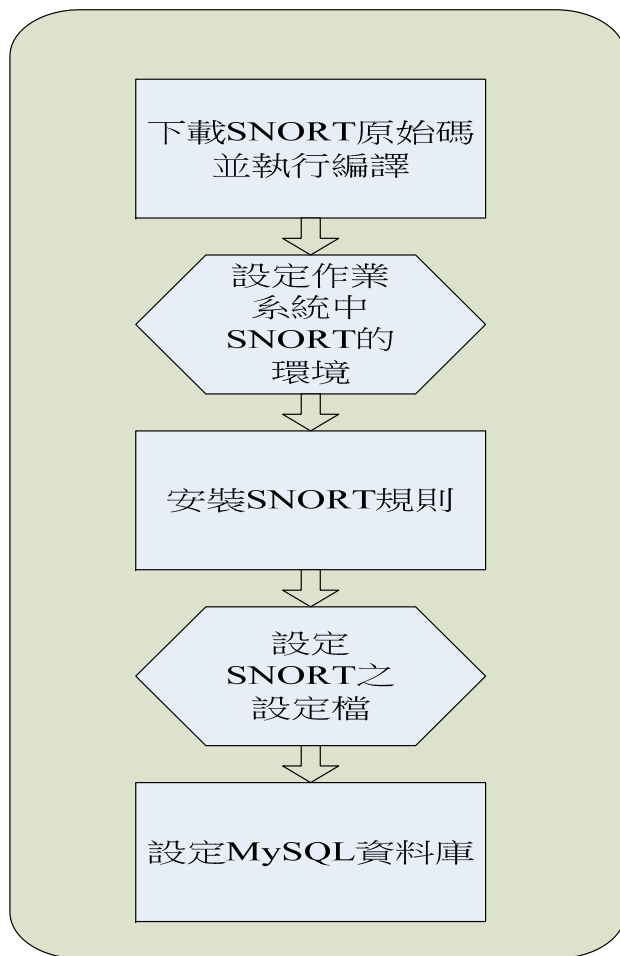 下載SNORT原始碼
並執行編譯
設定作業
系統中
SNORT的
環境
安裝SNORT規則
設定
SNORT之
設定檔
設定MySQL資料庫